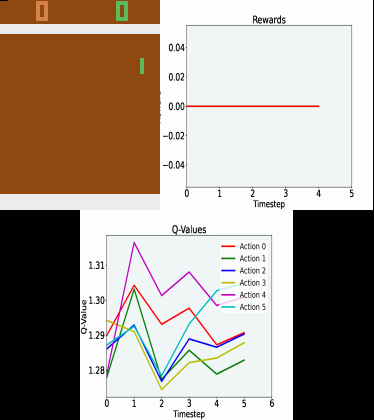 0 0
Rewards
0.04
0.02
0.00
−0.02
−0.04
0 1 2 3 4 5
Timestep
Q-Values
Action 0
Action 1
Action 2
Action 3
Action 4
Action 5
1.31
1.30
1.29
1.28
Q-Value
0 1 2 3 4 5 6
Timestep